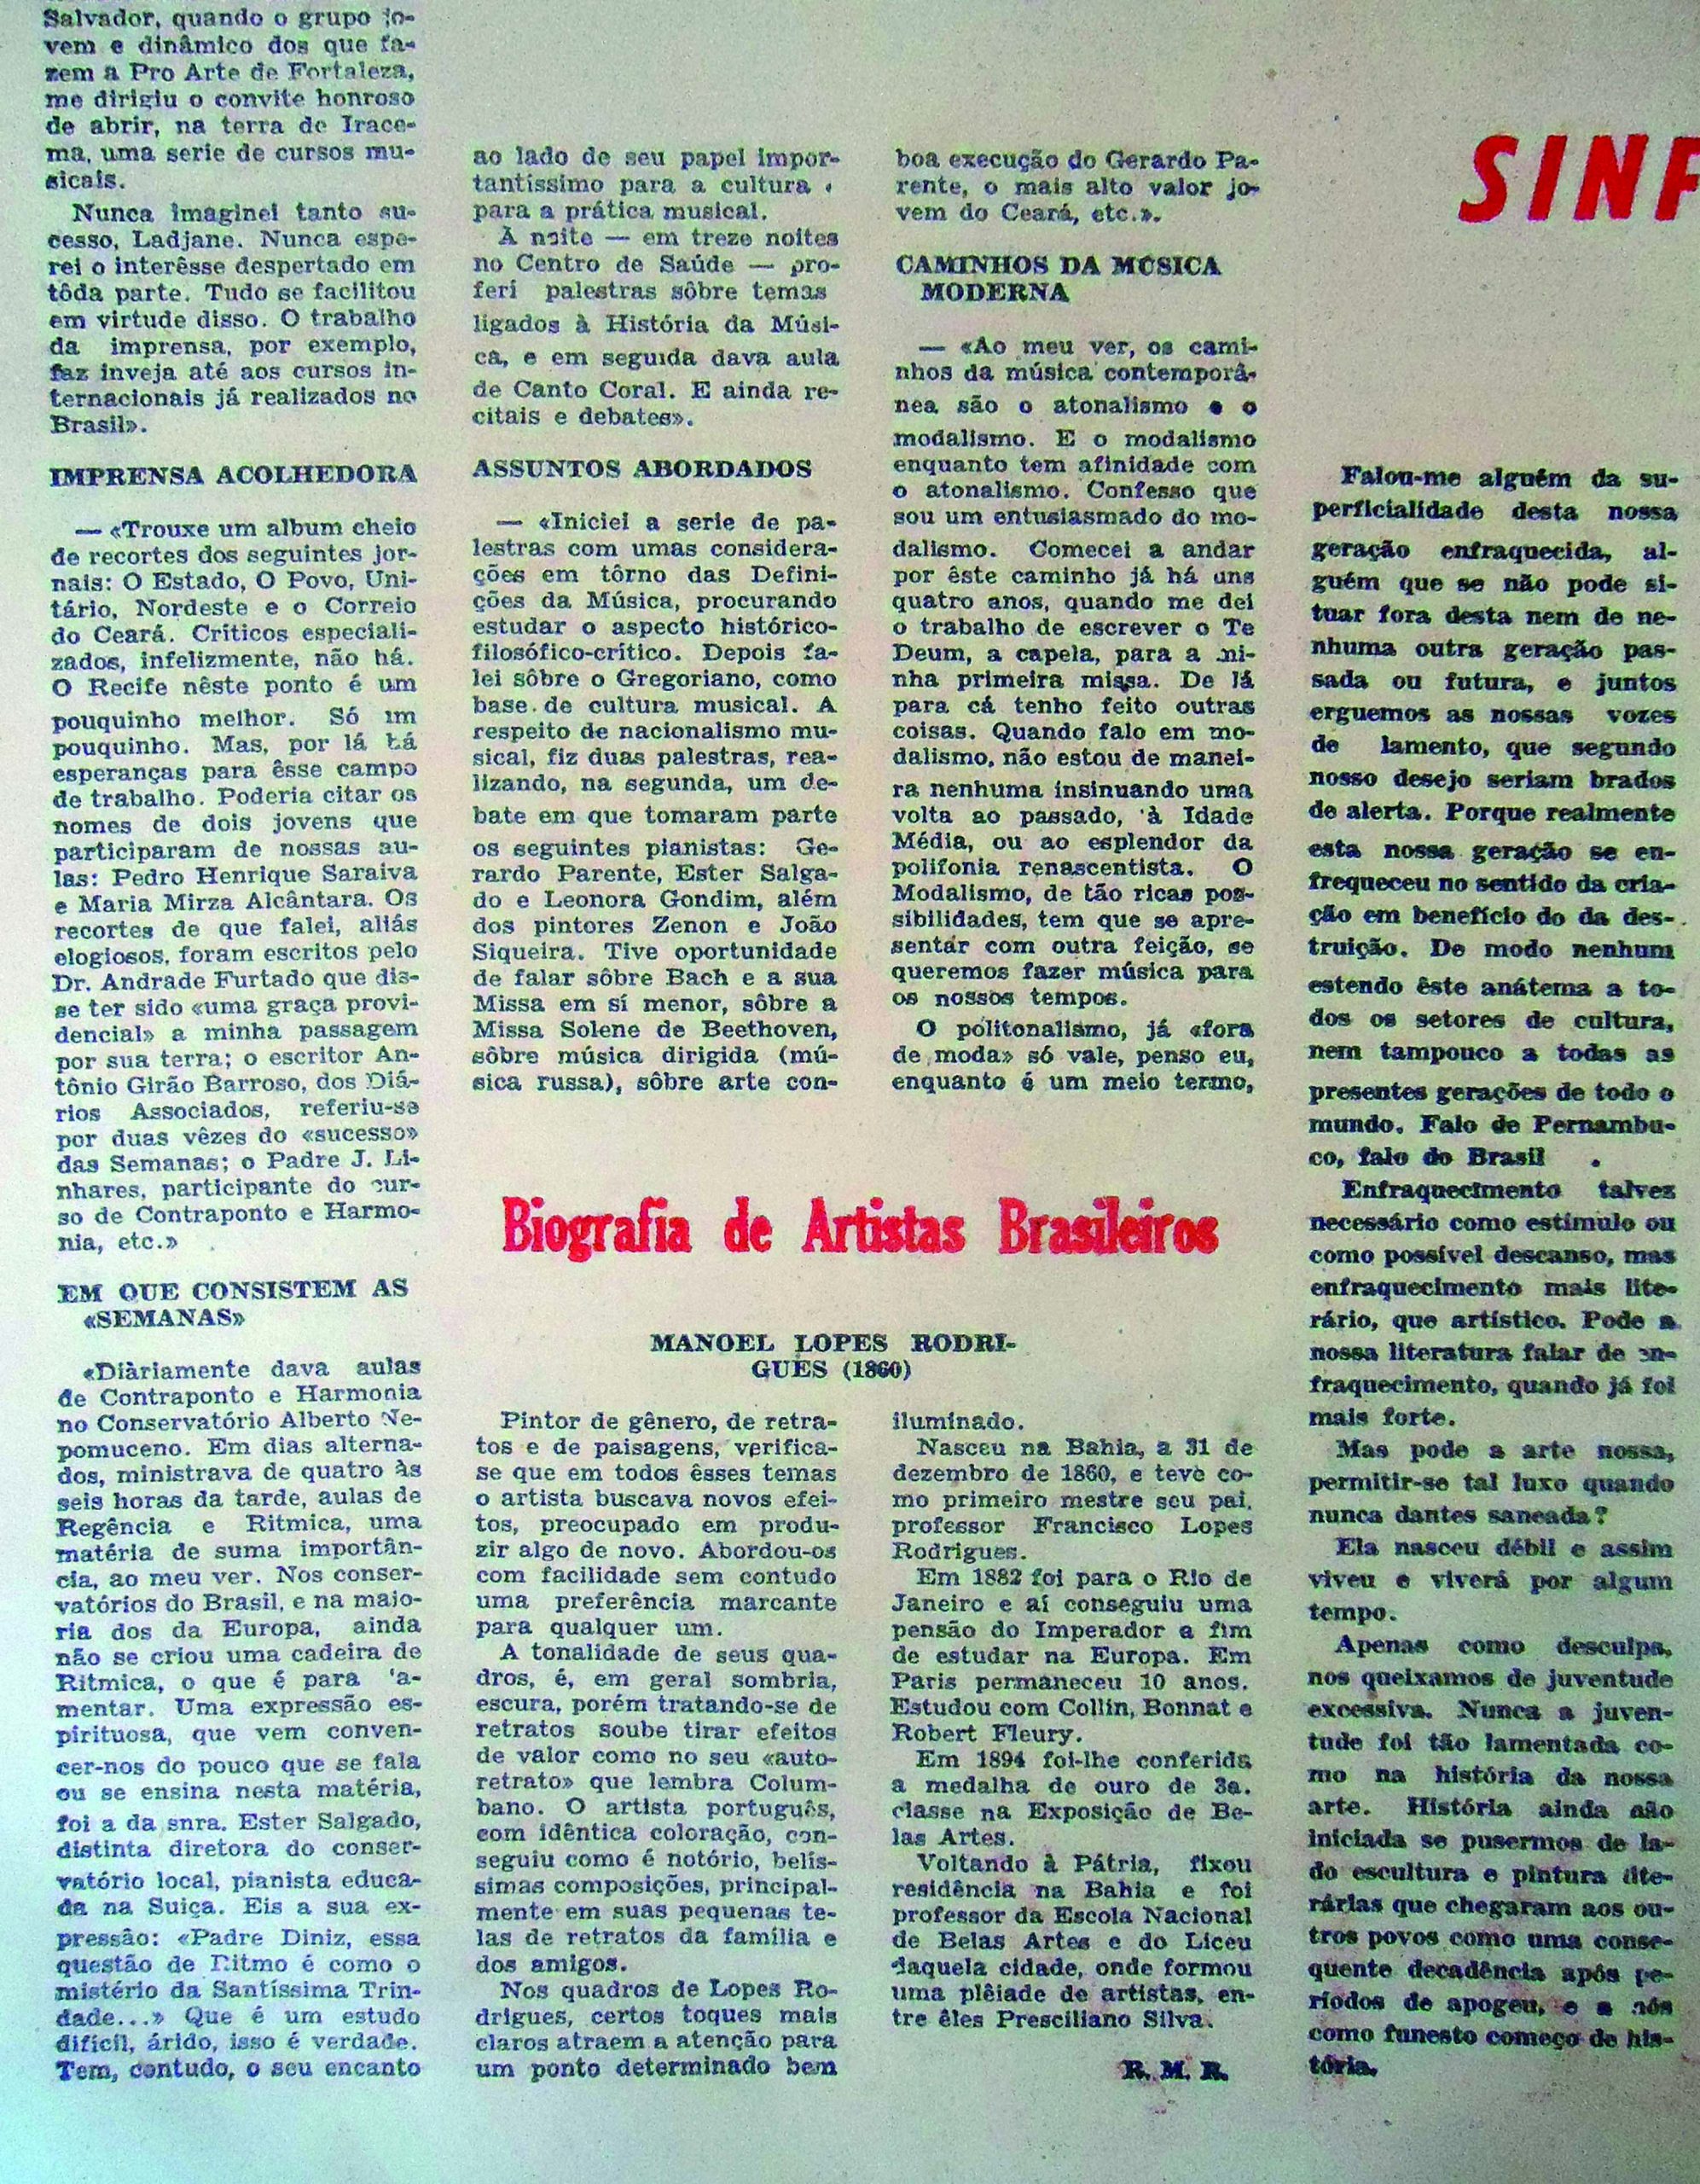 Salvador, quando o grupo jo-
vem e dinâmico dos que fa-
zem a Pro Arte de Fortaleza,
me dirigiu o convite honroso
de abrir, na terra de Irace-
ma, uma serie de cursos mu-
sicais.
Nunca imaginei tanto su-
cesso, Ladjane. Nunca espe-
rei o interêsse despertado em
tôda parte. Tudo se facilitou
em virtude disso. O trabalho
da imprensa, por exemplo,
faz inveja até aos cursos in-
ternacionais já realizados no
Brasil».
IMPRENSA ACOLHEDORA
— «Trouxe um album cheio
de recortes dos seguintes jor-
nais: O Estado, O Povo, Uni-
tário, Nordeste e o Correio
do Ceará. Criticos especiali-
zados, infelizmente, não há.
O Recife nêste ponto é um
pouquinho melhor. Só um
pouquinho. Mas, por lá há
esperanças para êsse campo
de trabalho. Poderia citar os
nomes de dois jovens que
participaram de nossas au-
las: Pedro Henrique Saraiva
e Maria Mirza Alcântara. Os
recortes de que falei, aliás
elogiosos, foram escritos pelo
Dr. Andrade Furtado que dis-
se ter sido «uma graça provi-
dencial» a minha passagem
por sua terra; o escritor An-
tônio Girão Barroso, dos Diá-
rios Associados, referiu-se
por duas vêzes do «sucesso»
das Semanas; o Padre J. Li-
nhares, participante do cur-
so de Contraponto e Harmo-
nia, etc.»
EM QUE CONSISTEM AS
«SEMANAS»
«Diàriamente dava aulas
de Contraponto e Harmonia
no Conservatório Alberto Ne-
pomuceno. Em dias alterna-
dos, ministrava de quatro às
seis horas da tarde, aulas de
Regência e Ritmica, uma
matéria de suma importân-
cia, ao meu ver. Nos conser-
vatórios do Brasil, e na maio-
ria dos da Europa, ainda
não se criou uma cadeira de
Ritmica, o que é para 'a-
mentar. Uma expressão es-
pirituosa, que vem conven-
cer-nos do pouco que se fala
ou se ensina nesta matéria,
foi a da snra. Ester Salgado,
distinta diretora do conser-
vatório local, pianista educa-
da na Suiça. Eis a sua ex-
pressão: «Padre Diniz, essa
questão de Ritmo é como o
mistério da Santíssima Trin-
dade...» Que é um estudo
difícil, árido, isso é verdade.
Tem, contudo, o seu encanto
ao lado de seu papel impor-
tantíssimo para a cultura
para a prática musical.
A noite — em treze noites
no Centro de Saúde — pro-
feri palestras sôbre temas
ligados à História da Músi-
ca, e em seguida dava aula
de Canto Coral. E ainda re-
citais e debates».
ASSUNTOS ABORDADOS
— «Iniciei a serie de pa-
lestras com umas considera-
ções em tôrno das Defini-
ções da Música, procurando
estudar o aspecto histórico-
filosófico-crítico. Depois fa-
lei sôbre o Gregoriano, como
base de cultura musical. A
respeito de nacionalismo mu-
sical, fiz duas palestras, rea-
lizando, na segunda, um de-
bate em que tomaram parte
os seguintes pianistas: Ge-
rardo Parente, Ester Salga-
do e Leonora Gondim, além
dos pintores Zenon e João
Siqueira. Tive oportunidade
de falar sôbre Bach e a sua
Missa em sí menor, sôbre a
Missa Solene de Beethoven,
sôbre música dirigida (mú-
sica russa), sôbre arte con-
boa execução do Gerardo Pa-
rente, o mais alto valor jo-
vem do Ceará, etc.».
CAMINHOS DA MÚSICA
MODERNA
— «Ao meu ver, os cami-
nhos da música contemporâ-
nea são o atonalismo e o
modalismo. E o modalismo
enquanto tem afinidade com
o atonalismo. Confesso que
sou um entusiasmado do mo-
dalismo. Comecei a andar
por êste caminho já há uns
quatro anos, quando me dei
o trabalho de escrever o Te
Deum, a capela, para a mi-
nha primeira missa. De lá
para cá tenho feito outras
coisas. Quando falo em mo-
dalismo, não estou de manei-
ra nenhuma insinuando uma
volta ao passado, à Idade
Média, ou ao esplendor da
polifonia renascentista. O
Modalismo, de tão ricas pos-
sibilidades, tem que se apre-
sentar com outra feição, se
queremos fazer música para
os nossos tempos.
O politonalismo, já «fora
de moda» só vale, penso eu,
enquanto é um meio termo,
Biografia de Artistas Brasileiros
MANOEL LOPES RODRI-
GUES (1860)
Pintor de gênero, de retra-
tos e de paisagens, verifica-
se que em todos êsses temas
o artista buscava novos efei-
tos, preocupado em produ-
zir algo de novo. Abordou-os
com facilidade sem contudo
uma preferência marcante
para qualquer um.
A tonalidade de seus qua-
dros, é, em geral sombria,
escura, porém tratando-se de
retratos soube tirar efeitos
de valor como no seu «auto-
retrato» que lembra Colum-
bano. O artista português,
com idêntica coloração, con-
seguiu como é notório, belis-
simas composições, principal-
mente em suas pequenas te-
las de retratos da família e
dos amigos.
Nos quadros de Lopes Ro-
drigues, certos toques mais
claros atraem a atenção para
um ponto determinado bem
iluminado.
Nasceu na Bahia, a 31 de
dezembro de 1860, e teve co-
mo primeiro mestre seu pai,
professor Francisco Lopes
Rodrigues.
Em 1882 foi para o Rio de
Janeiro e aí conseguiu uma
pensão do Imperador a fim
de estudar na Europa. Em
Paris permaneceu 10 anos.
Estudou com Collin, Bonnat e
Robert Fleury.
Em 1894 foi-lhe conferida
a medalha de ouro de 3a.
classe na Exposição de Be-
las Artes.
Voltando à Pátria, fixou
residência na Bahia e foi
professor da Escola Nacional
de Belas Artes e do Liceu
daquela cidade, onde formou
uma plêiade de artistas, en-
tre êles Presciliano Silva.
R. M. R.
SINF
Falou-me alguém da su-
perficialidade desta nossa
geração enfraquecida, al-
guém que se não pode si-
tuar fora desta nem de ne-
nhuma outra geração pas-
sada ou futura, e juntos
erguemos as nossas vozes
de lamento, que segundo
nosso desejo seriam brados
de alerta. Porque realmente
esta nossa geração se en-
frequeceu no sentido da cria-
ção em benefício do da des-
truição. De modo nenhum
estendo êste anátema a to-
dos os setores de cultura,
nem tampouco a todas as
presentes gerações de todo o
mundo. Falo de Pernambu-
co, falo do Brasil .
Enfraquecimento talvez
necessário como estímulo ou
como possível descanso, mas
enfraquecimento mais lite-
rário, que artístico. Pode a
nossa literatura falar de en-
fraquecimento, quando já foi
mais forte.
Mas pode a arte nossa,
permitir-se tal luxo quando
nunca dantes saneada?
Ela nasceu débil e assim
viveu e viverá por algum
tempo.
Apenas como desculpa,
nos queixamos de juventude
excessiva. Nunca a juven-
tude foi tão lamentada co-
mo na história da nossa
arte. História ainda não
iniciada se pusermos de la-
do escultura e pintura lite-
rárias que chegaram aos ou-
tros povos como uma conse-
quente decadência após pe-
ríodos de apogeu, e a nós
como funesto começo de his-
tória.